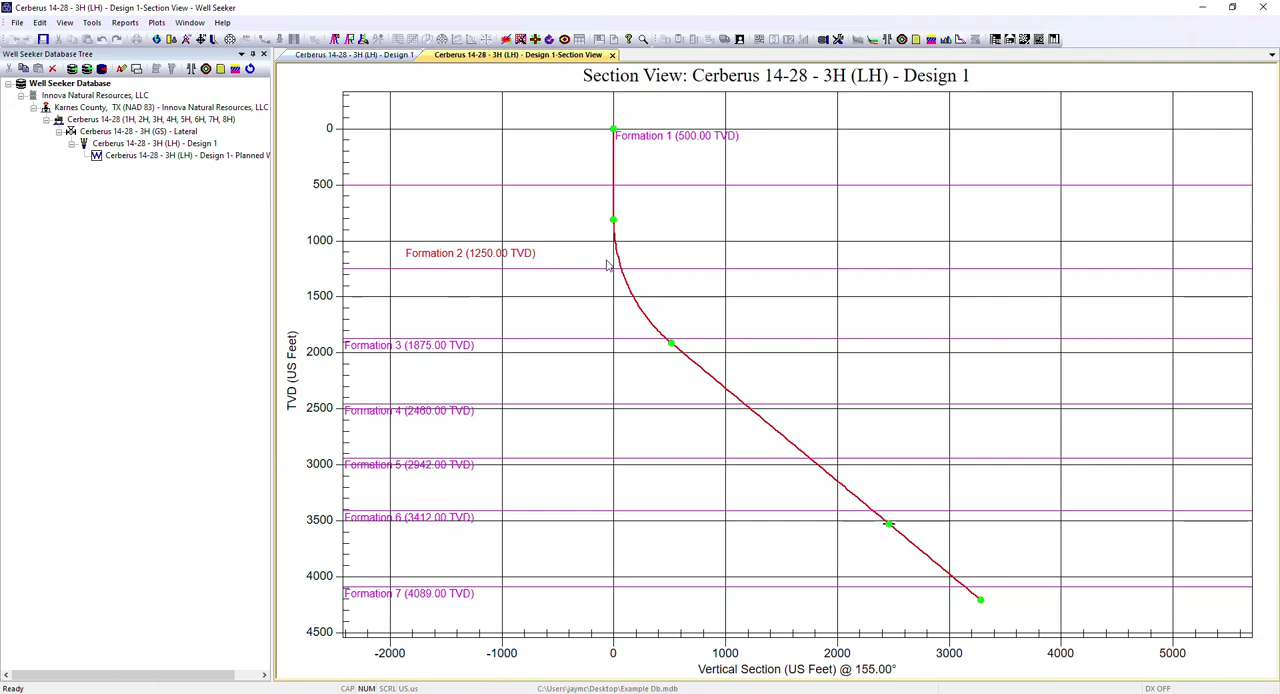 Cerberus 14-28 - 3H (LH) - Design 1-Section View - Well Seeker
File Edit View Tools Reports Plots Window Help
Well Seeker Database Tree
Well Seeker Database
Innova Natural Resources, LLC
Karnes County, TX (NAD 83) - Innova Natural Resources, LLC
Cerberus 14-28 (1H, 2H, 3H, 4H, 5H, 6H, 7H, 8H)
Cerberus 14-28 - 3H (GS) - Lateral
Cerberus 14-28 - 3H (LH) - Design 1
Cerberus 14-28 - 3H (LH) - Design 1- Planned W
Cerberus 14-28 - 3H (LH) - Design 1
Cerberus 14-28 - 3H (LH) - Design 1-Section View
Section View: Cerberus 14-28 - 3H (LH) - Design 1
TVD (US Feet)
0
500
1000
1500
2000
2500
3000
3500
4000
4500
Formation 1 (500.00 TVD)
Formation 2 (1250.00 TVD)
Formation 3 (1875.00 TVD)
Formation 4 (2460.00 TVD)
Formation 5 (2942.00 TVD)
Formation 6 (3412.00 TVD)
Formation 7 (4089.00 TVD)
-2000 -1000 0 1000 2000 3000 4000 5000
Vertical Section (US Feet) @ 155.00°
Ready
CAP NUM SCRL US.us
C:\Users\jaymc\Desktop\Example Db.mdb
DX OFF